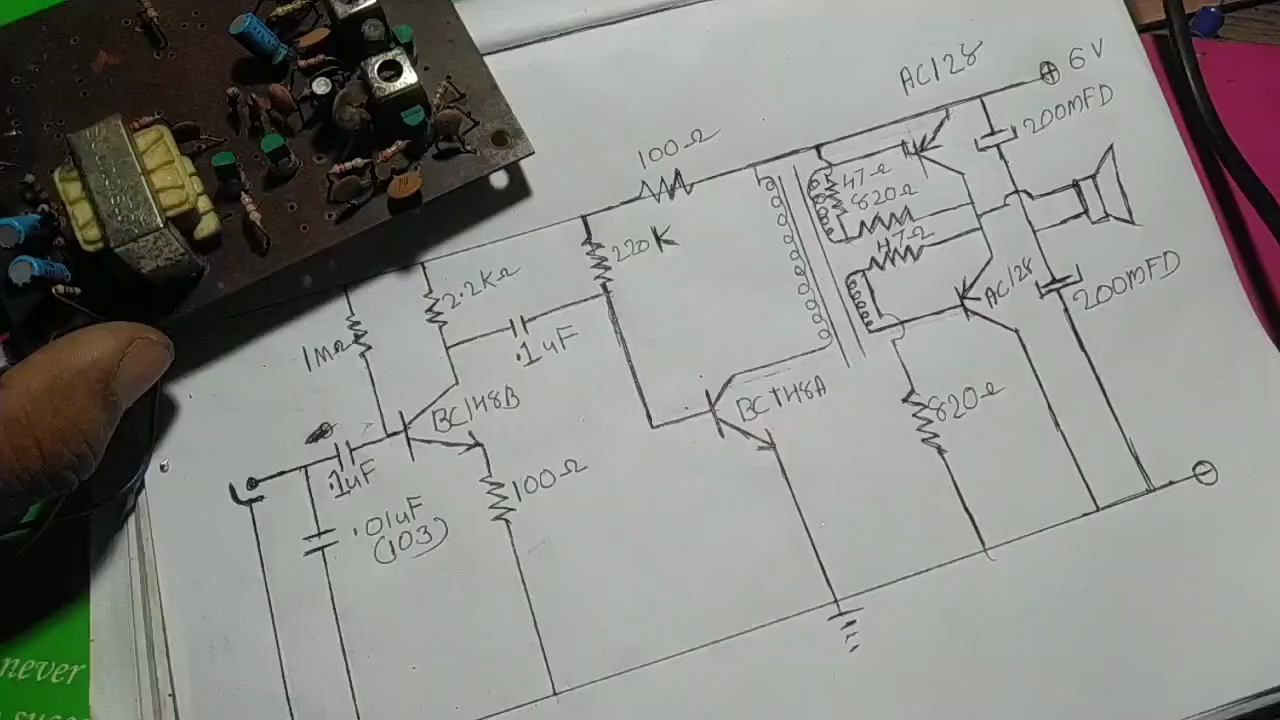 AC128
6V
200MFD
100Ω
47Ω
820Ω
47Ω
220K
2.2KΩ
AC128
200MFD
1MΩ
.1uF
BC148B
BC148A
820Ω
.1uF
100Ω
.01uF
(103)
never